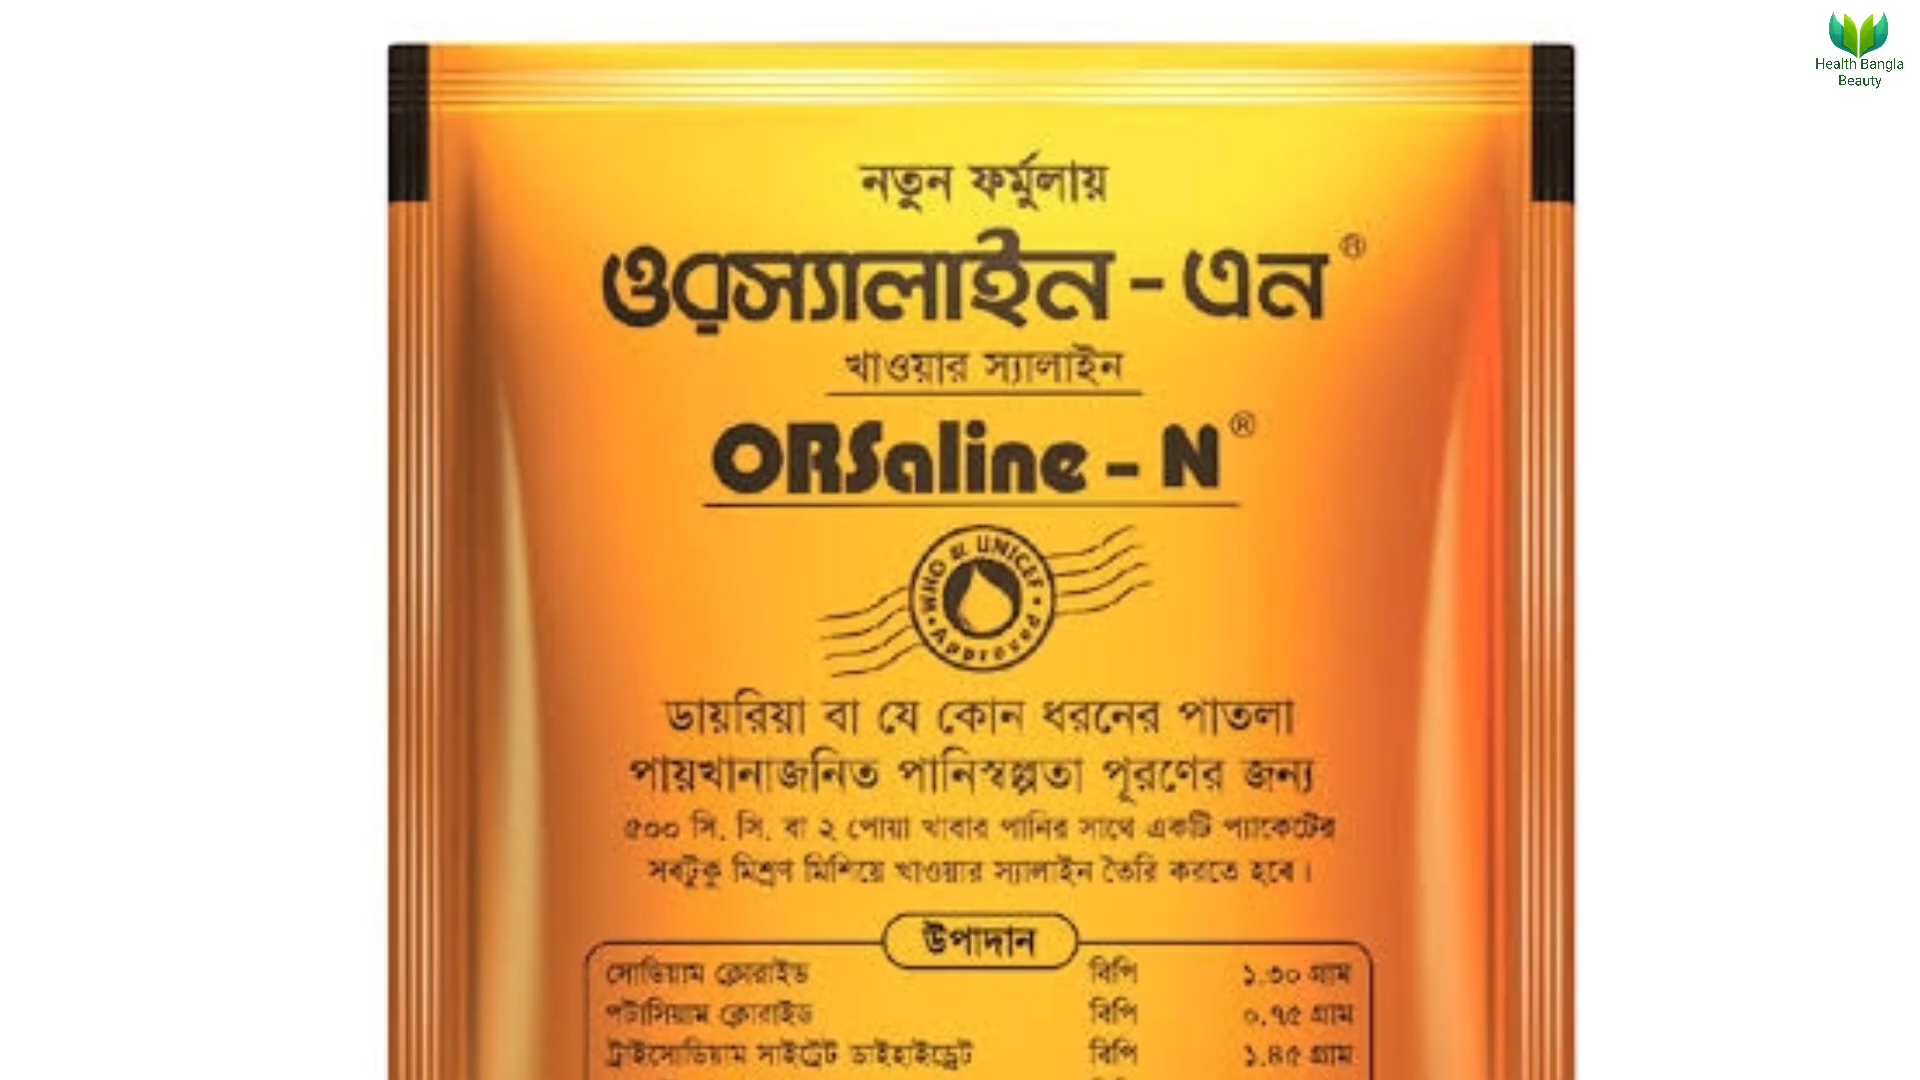 Health Bangla
Beauty
নতুন ফর্মুলায়
ওরস্যালাইন - এন ®
খাওয়ার স্যালাইন
ORSaline - N ®
WHO & UNICEF
Approved
ডায়রিয়া বা যে কোন ধরনের পাতলা
পায়খানাজনিত পানিস্বল্পতা পূরণের জন্য
৫০০ সি. সি. বা ২ পোয়া খাবার পানির সাথে একটি প্যাকেটের
সবটুকু মিশ্রণ মিশিয়ে খাওয়ার স্যালাইন তৈরি করতে হবে।
উপাদান
সোডিয়াম ক্লোরাইড বিপি ১.৩০ গ্রাম
পটাসিয়াম ক্লোরাইড বিপি ০.৭৫ গ্রাম
ট্রাইসোডিয়াম সাইট্রেট ডাইহাইড্রেট বিপি ১.৪৫ গ্রাম